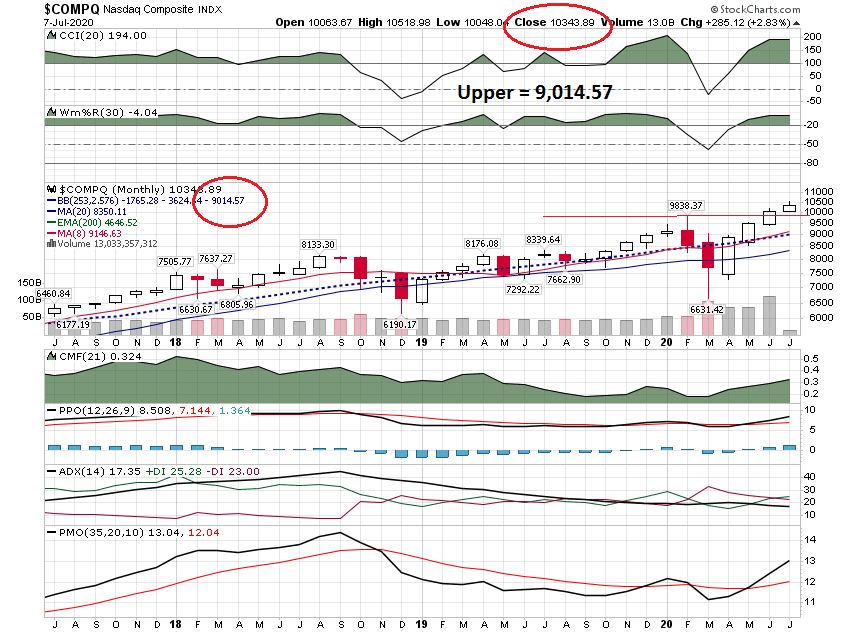 $COMPQ Nasdaq Composite INDX © StockCharts.com
7-Jul-2020 Open 10063.67 High 10518.98 Low 10048.04 Close 10343.89 Volume 13.0B Chg +285.12 (+2.83%)
CCI(20) 194.00
200
150
100
50
0
-50
Upper = 9,014.57
Wm%R(30) -4.04
-20
-50
-80
$COMPQ (Monthly) 10343.89
BB(253,2.576) -1765.28 - 3624.64 - 9014.57
MA(20) 8350.11
EMA(200) 4646.52
MA(8) 9146.63
Volume 13,033,357,312
11000
10500
10000
9500
9000
8500
8000
7500
7000
6500
6000
150B
100B
50B
6460.84
6177.19
7505.77
6630.67
7637.27
6805.96
8133.30
6190.17
8176.08
7292.22
8339.64
7662.90
9838.37
6631.42
J A S O N D 18 F M A M J J A S O N D 19 F M A M J J A S O N D 20 F M A M J J
CMF(21) 0.324
0.5
0.4
0.3
0.2
PPO(12,26,9) 8.508, 7.144, 1.364
10
5
0
ADX(14) 17.35 +DI 25.28 -DI 23.00
40
30
20
10
PMO(35,20,10) 13.04, 12.04
14
13
12
11
J A S O N D 18 F M A M J J A S O N D 19 F M A M J J A S O N D 20 F M A M J J